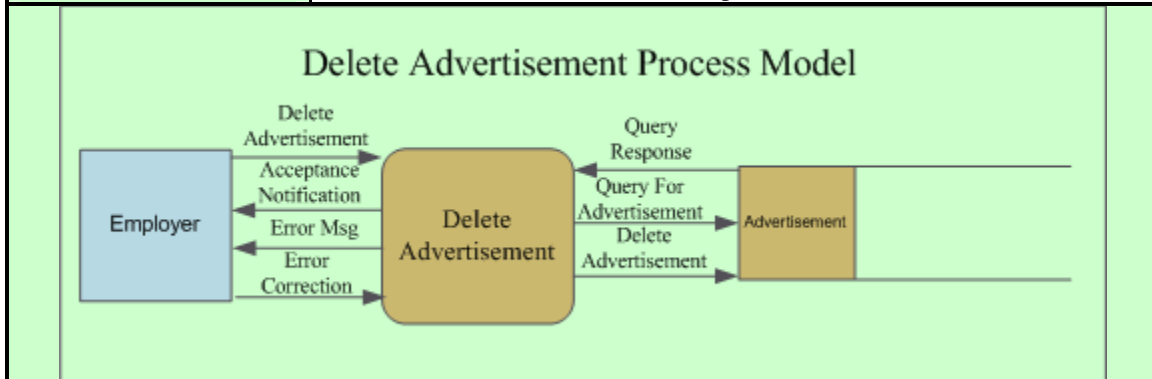 Delete Advertisement Process Model
Delete
Advertisement
Acceptance
Notification
Error Msg
Error
Correction
Employer
Delete
Advertisement
Query
Response
Query For
Advertisement
Delete
Advertisement
Advertisement